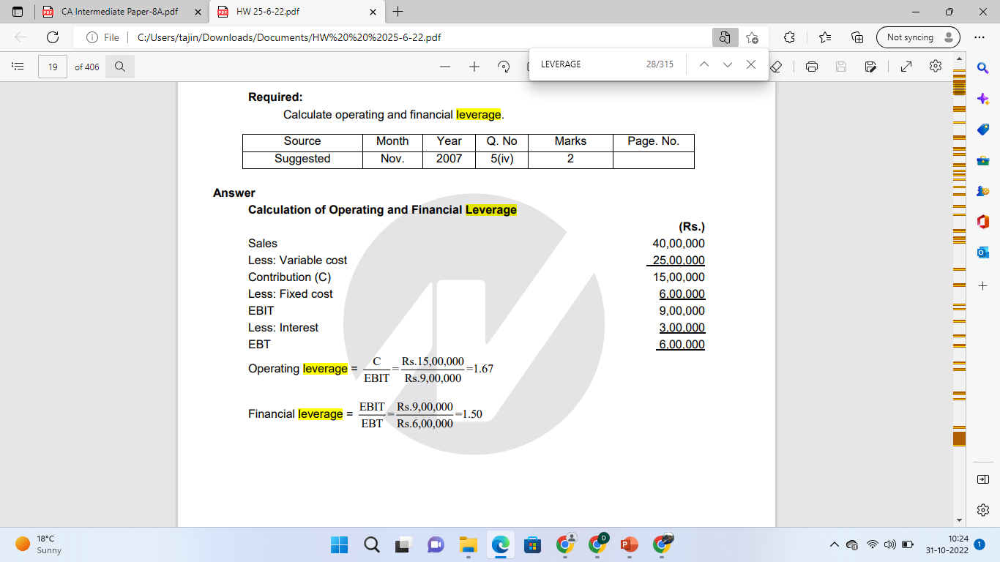 CA Intermediate Paper-8A.pdf
HW 25-6-22.pdf
File
C:/Users/tajin/Downloads/Documents/HW%20%20%2025-6-22.pdf
Not syncing
19 of 406
LEVERAGE 28/315
Required:
Calculate operating and financial leverage.
Source Month Year Q. No Marks Page. No.
Suggested Nov. 2007 5(iv) 2
Answer
Calculation of Operating and Financial Leverage
(Rs.)
Sales 40,00,000
Less: Variable cost 25,00,000
Contribution (C) 15,00,000
Less: Fixed cost 6,00,000
EBIT 9,00,000
Less: Interest 3,00,000
EBT 6,00,000
Operating leverage = C/EBIT = Rs.15,00,000/Rs.9,00,000 =1.67
Financial leverage = EBIT/EBT = Rs.9,00,000/Rs.6,00,000 =1.50
18°C
Sunny
10:24
31-10-2022
1